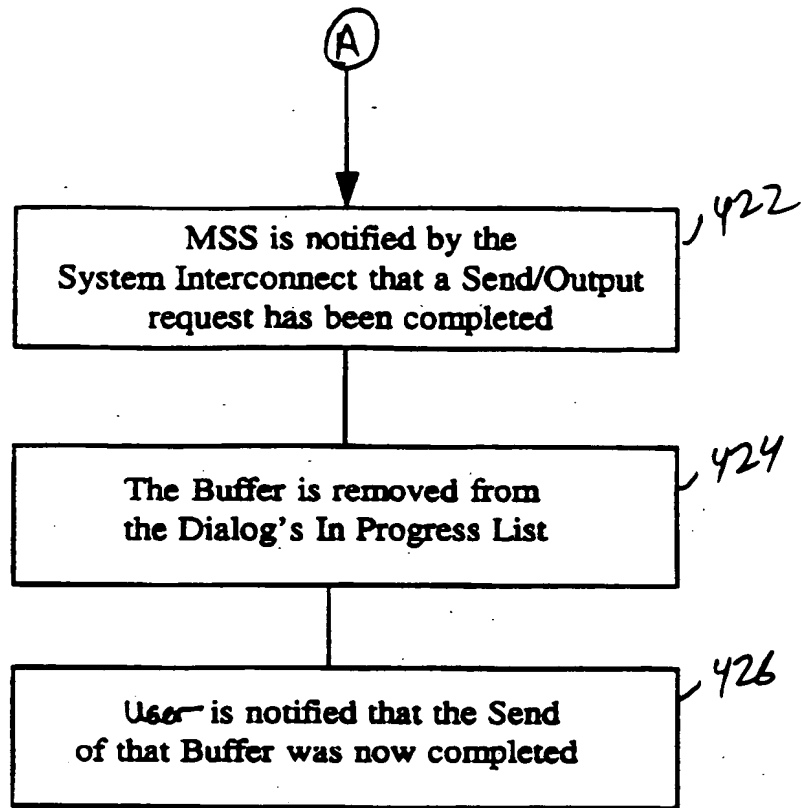 A
422
MSS is notified by the
System Interconnect that a Send/Output
request has been completed
424
The Buffer is removed from
the Dialog's In Progress List
426
User is notified that the Send
of that Buffer was now completed